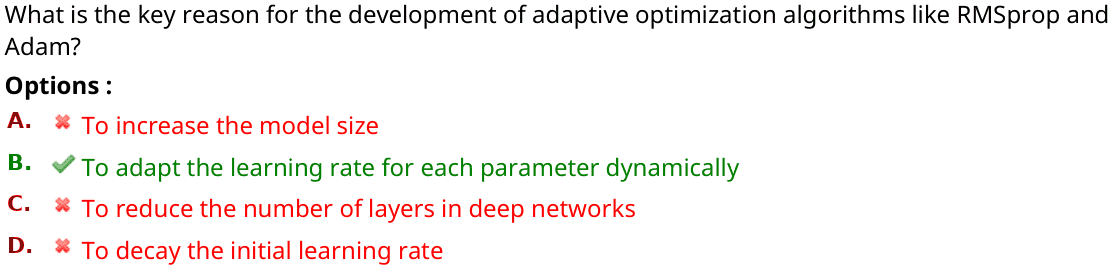 What is the key reason for the development of adaptive optimization algorithms like RMSprop and
Adam?
Options :
A. To increase the model size
B. To adapt the learning rate for each parameter dynamically
C. To reduce the number of layers in deep networks
D. To decay the initial learning rate